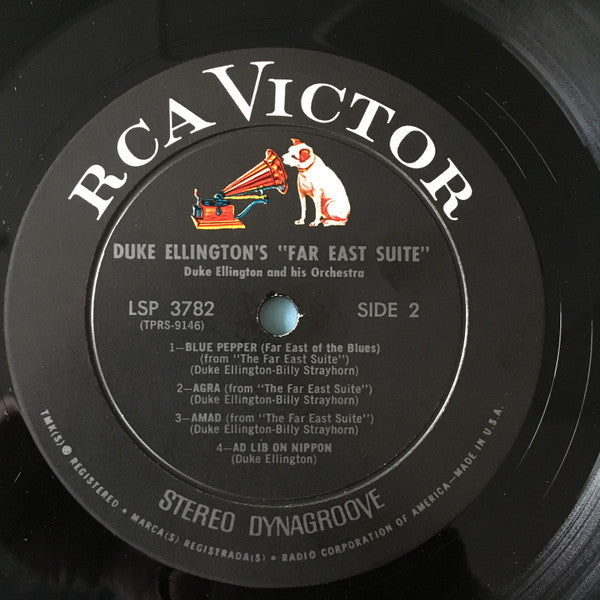 RCA VICTOR
DUKE ELLINGTON'S "FAR EAST SUITE"
Duke Ellington and his Orchestra
LSP 3782
(TPRS-9146)
SIDE 2
1—BLUE PEPPER (Far East of the Blues)
(from "The Far East Suite")
(Duke Ellington-Billy Strayhorn)
2—AGRA (from "The Far East Suite")
(Duke Ellington-Billy Strayhorn)
3—AMAD (from "The Far East Suite")
(Duke Ellington-Billy Strayhorn)
4—AD LIB ON NIPPON
(Duke Ellington)
STEREO DYNAGROOVE
TMK(S) ® REGISTERED • MARCA(S) REGISTRADA(S) • RADIO CORPORATION OF AMERICA—MADE IN U.S.A.